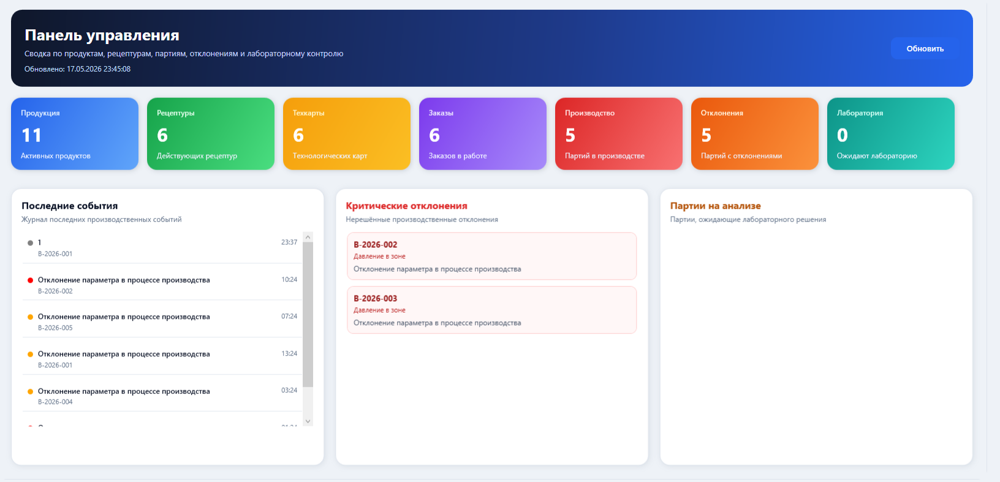 Панель управления
Сводка по продуктам, рецептурам, партиям, отклонениям и лабораторному контролю
Обновлено: 17.05.2026 23:45:08
Обновить
Продукция
11
Активных продуктов
Рецептуры
6
Действующих рецептур
Техкарты
6
Технологических карт
Заказы
6
Заказов в работе
Производство
5
Партий в производстве
Отклонения
5
Партий с отклонениями
Лаборатория
0
Ожидают лабораторию
Последние события
Журнал последних производственных событий
1 23:37
B-2026-001
Отклонение параметра в процессе производства 10:24
B-2026-002
Отклонение параметра в процессе производства 07:24
B-2026-005
Отклонение параметра в процессе производства 13:24
B-2026-001
Отклонение параметра в процессе производства 03:24
B-2026-004
Критические отклонения
Нерешённые производственные отклонения
B-2026-002
Давление в зоне
Отклонение параметра в процессе производства
B-2026-003
Давление в зоне
Отклонение параметра в процессе производства
Партии на анализе
Партии, ожидающие лабораторного решения